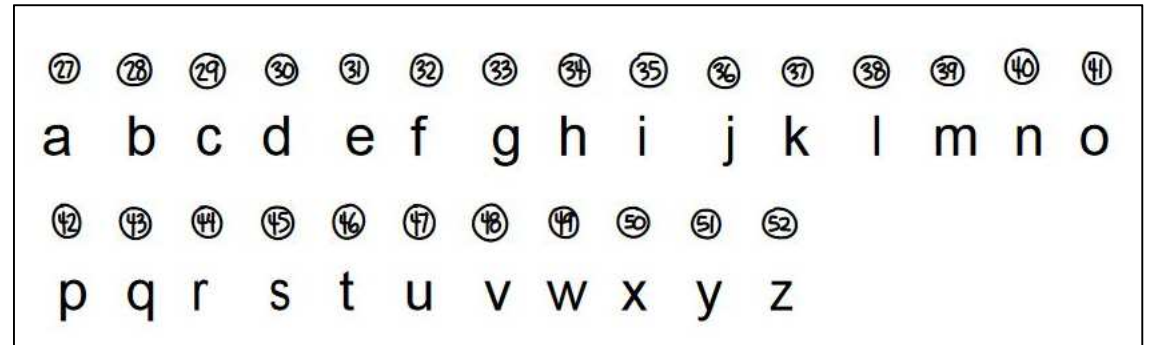 27 28 29 30 31 32 33 34 35 36 37 38 39 40 41
a b c d e f g h i j k l m n o
42 43 44 45 46 47 48 49 50 51 52
p q r s t u v w x y z